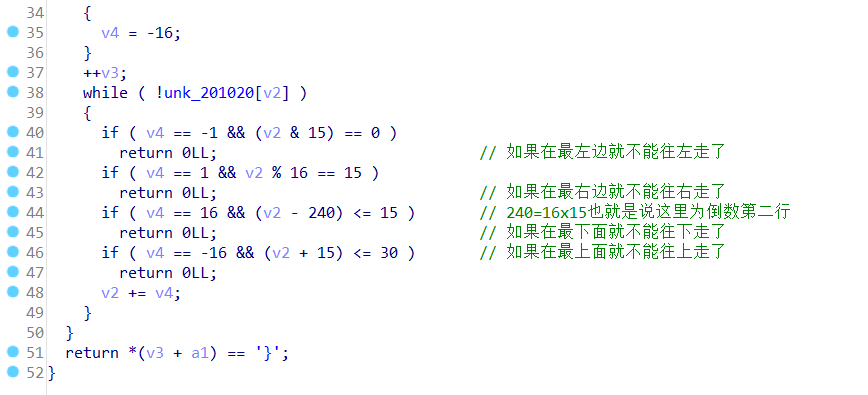 34 {
35 v4 = -16;
36 }
37 ++v3;
38 while ( !unk_201020[v2] )
39 {
40 if ( v4 == -1 && (v2 & 15) == 0 )
41 return 0LL; // 如果在最左边就不能往左走了
42 if ( v4 == 1 && v2 % 16 == 15 )
43 return 0LL; // 如果在最右边就不能往右走了
44 if ( v4 == 16 && (v2 - 240) <= 15 ) // 240=16x15也就是说这里为倒数第二行
45 return 0LL; // 如果在最下面就不能往下走了
46 if ( v4 == -16 && (v2 + 15) <= 30 ) // 如果在最上面就不能往上走了
47 return 0LL;
48 v2 += v4;
49 }
50 }
51 return *(v3 + a1) == '}';
52 }